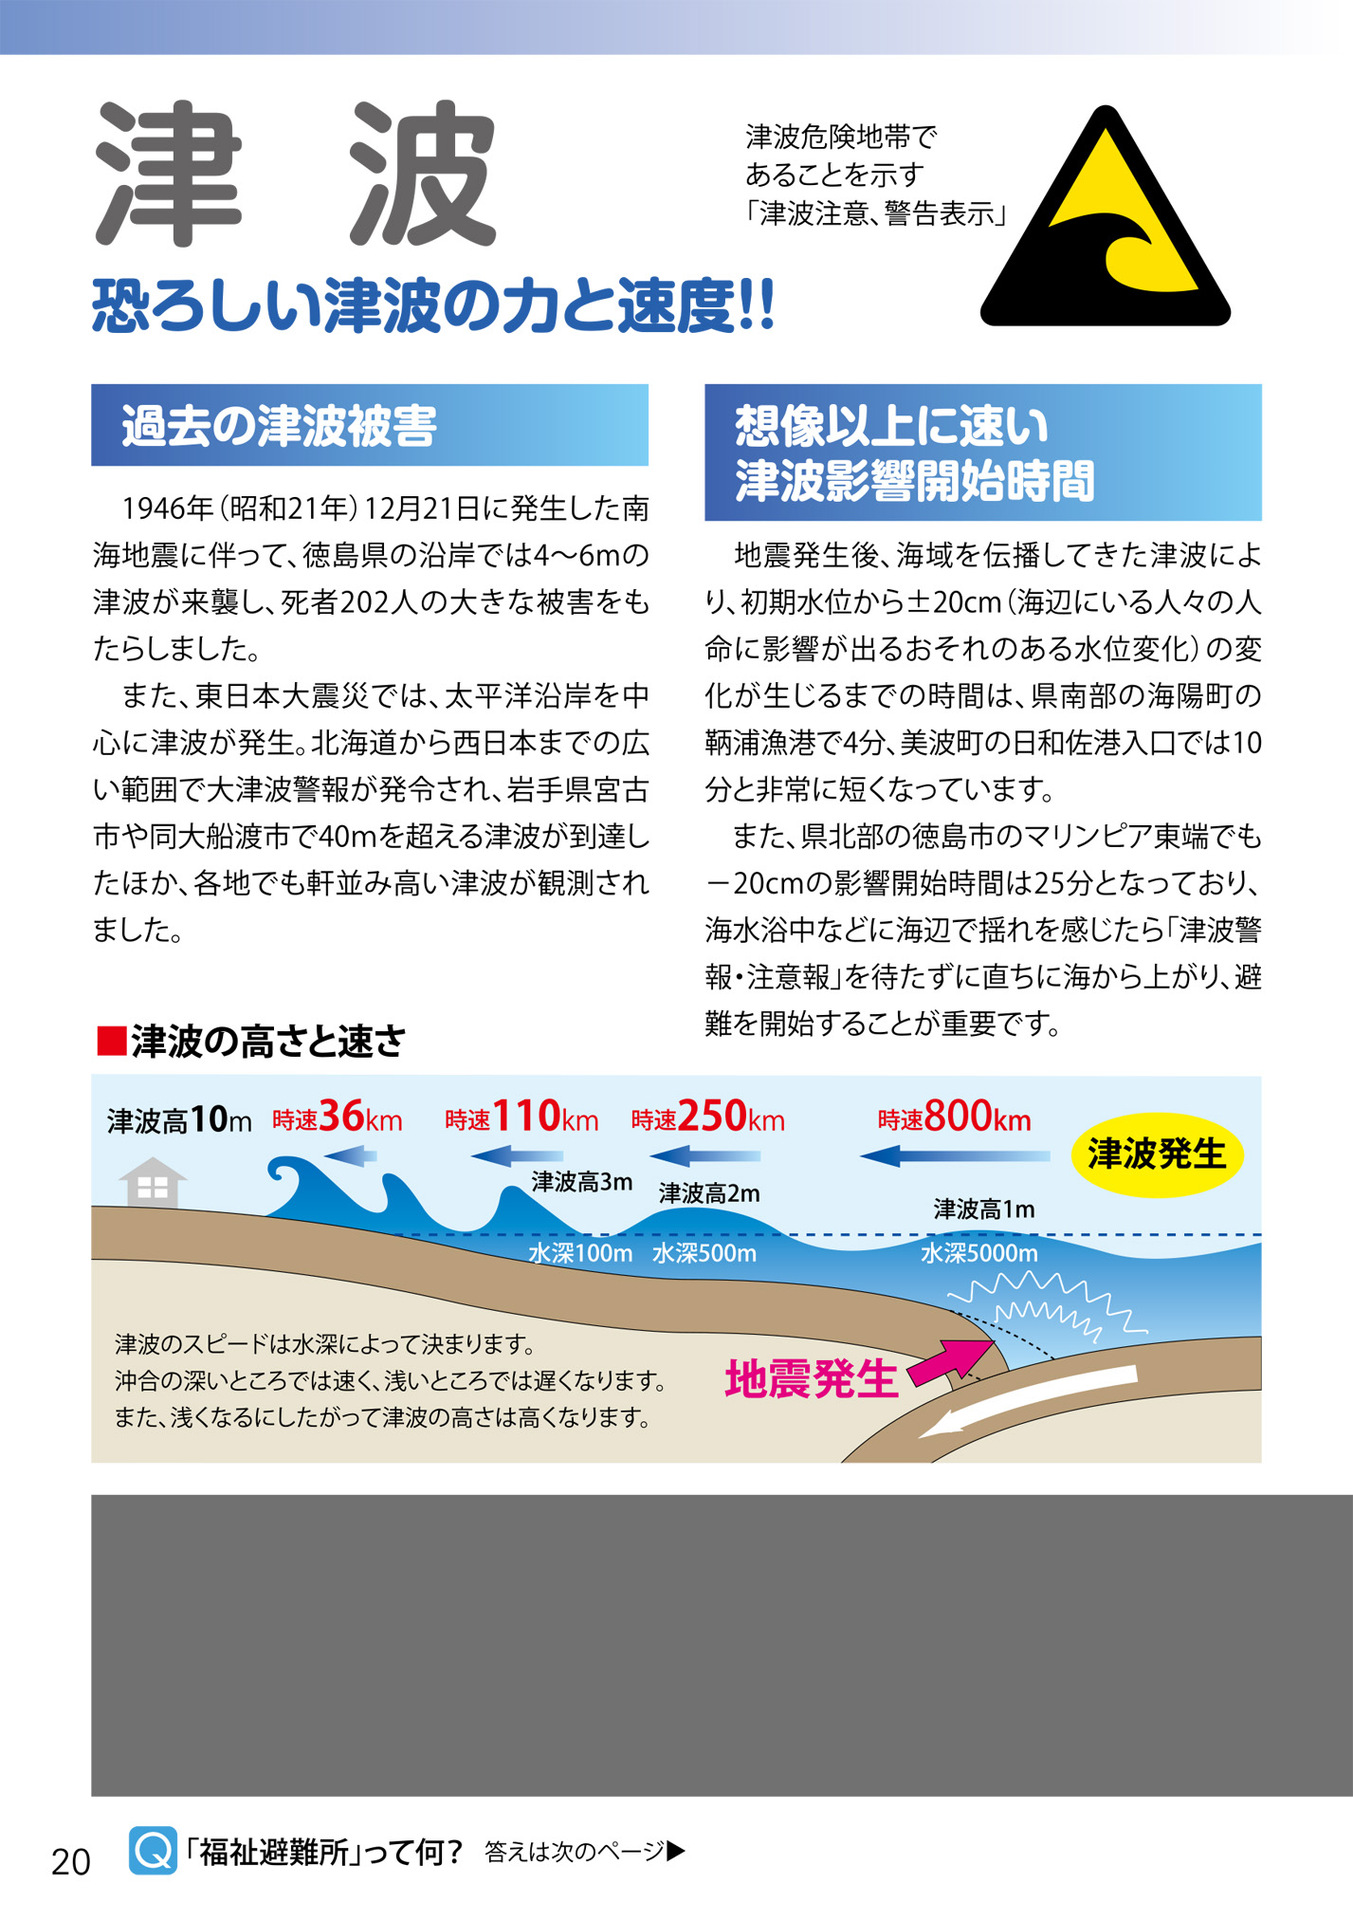 津 波
恐ろしい津波の力と速度!!
津波危険地帯で
あることを示す
「津波注意、警告表示」
過去の津波被害
1946年(昭和21年)12月21日に発生した南
海地震に伴って、徳島県の沿岸では4〜6mの
津波が来襲し、死者202人の大きな被害をも
たらしました。
また、東日本大震災では、太平洋沿岸を中
心に津波が発生。北海道から西日本までの広
い範囲で大津波警報が発令され、岩手県宮古
市や同大船渡市で40mを超える津波が到達し
たほか、各地でも軒並み高い津波が観測され
ました。
想像以上に速い
津波影響開始時間
地震発生後、海域を伝播してきた津波によ
り、初期水位から±20cm(海辺にいる人々の人
命に影響が出るおそれのある水位変化)の変
化が生じるまでの時間は、県南部の海陽町の
鞆浦漁港で4分、美波町の日和佐港入口では10
分と非常に短くなっています。
また、県北部の徳島市のマリンピア東端でも
−20cmの影響開始時間は25分となっており、
海水浴中などに海辺で揺れを感じたら「津波警
報・注意報」を待たずに直ちに海から上がり、避
難を開始することが重要です。
■津波の高さと速さ
津波高10m 時速36km 時速110km 時速250km 時速800km
津波発生
津波高3m 津波高2m 津波高1m
水深100m 水深500m 水深5000m
津波のスピードは水深によって決まります。
沖合の深いところでは速く、浅いところでは遅くなります。
また、浅くなるにしたがって津波の高さは高くなります。
地震発生
20
Q「福祉避難所」って何? 答えは次のページ▶